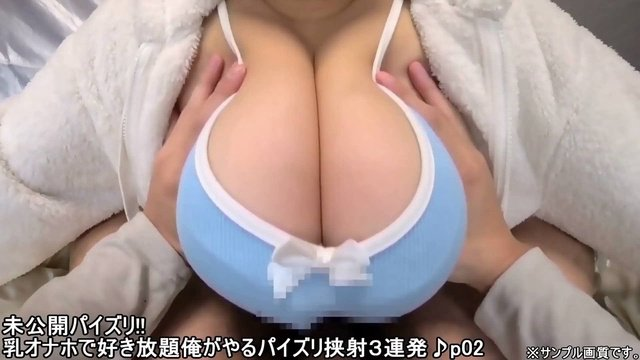 未公開パイズリ!!
乳オナホで好き放題俺がやるパイズリ挟射3連発♪p02
※サンプル画質です。